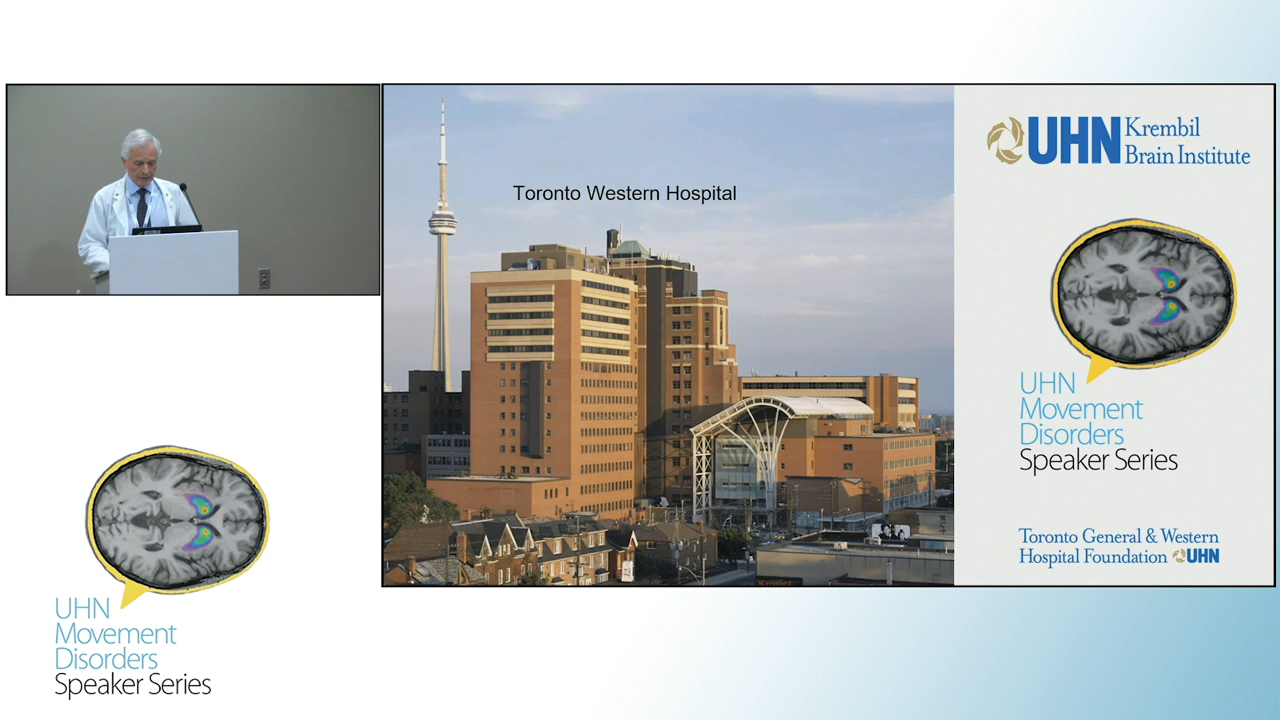 Toronto Western Hospital
UHN Krembil
Brain Institute
UHN
Movement
Disorders
Speaker Series
Toronto General & Western
Hospital Foundation UHN
UHN
Movement
Disorders
Speaker Series